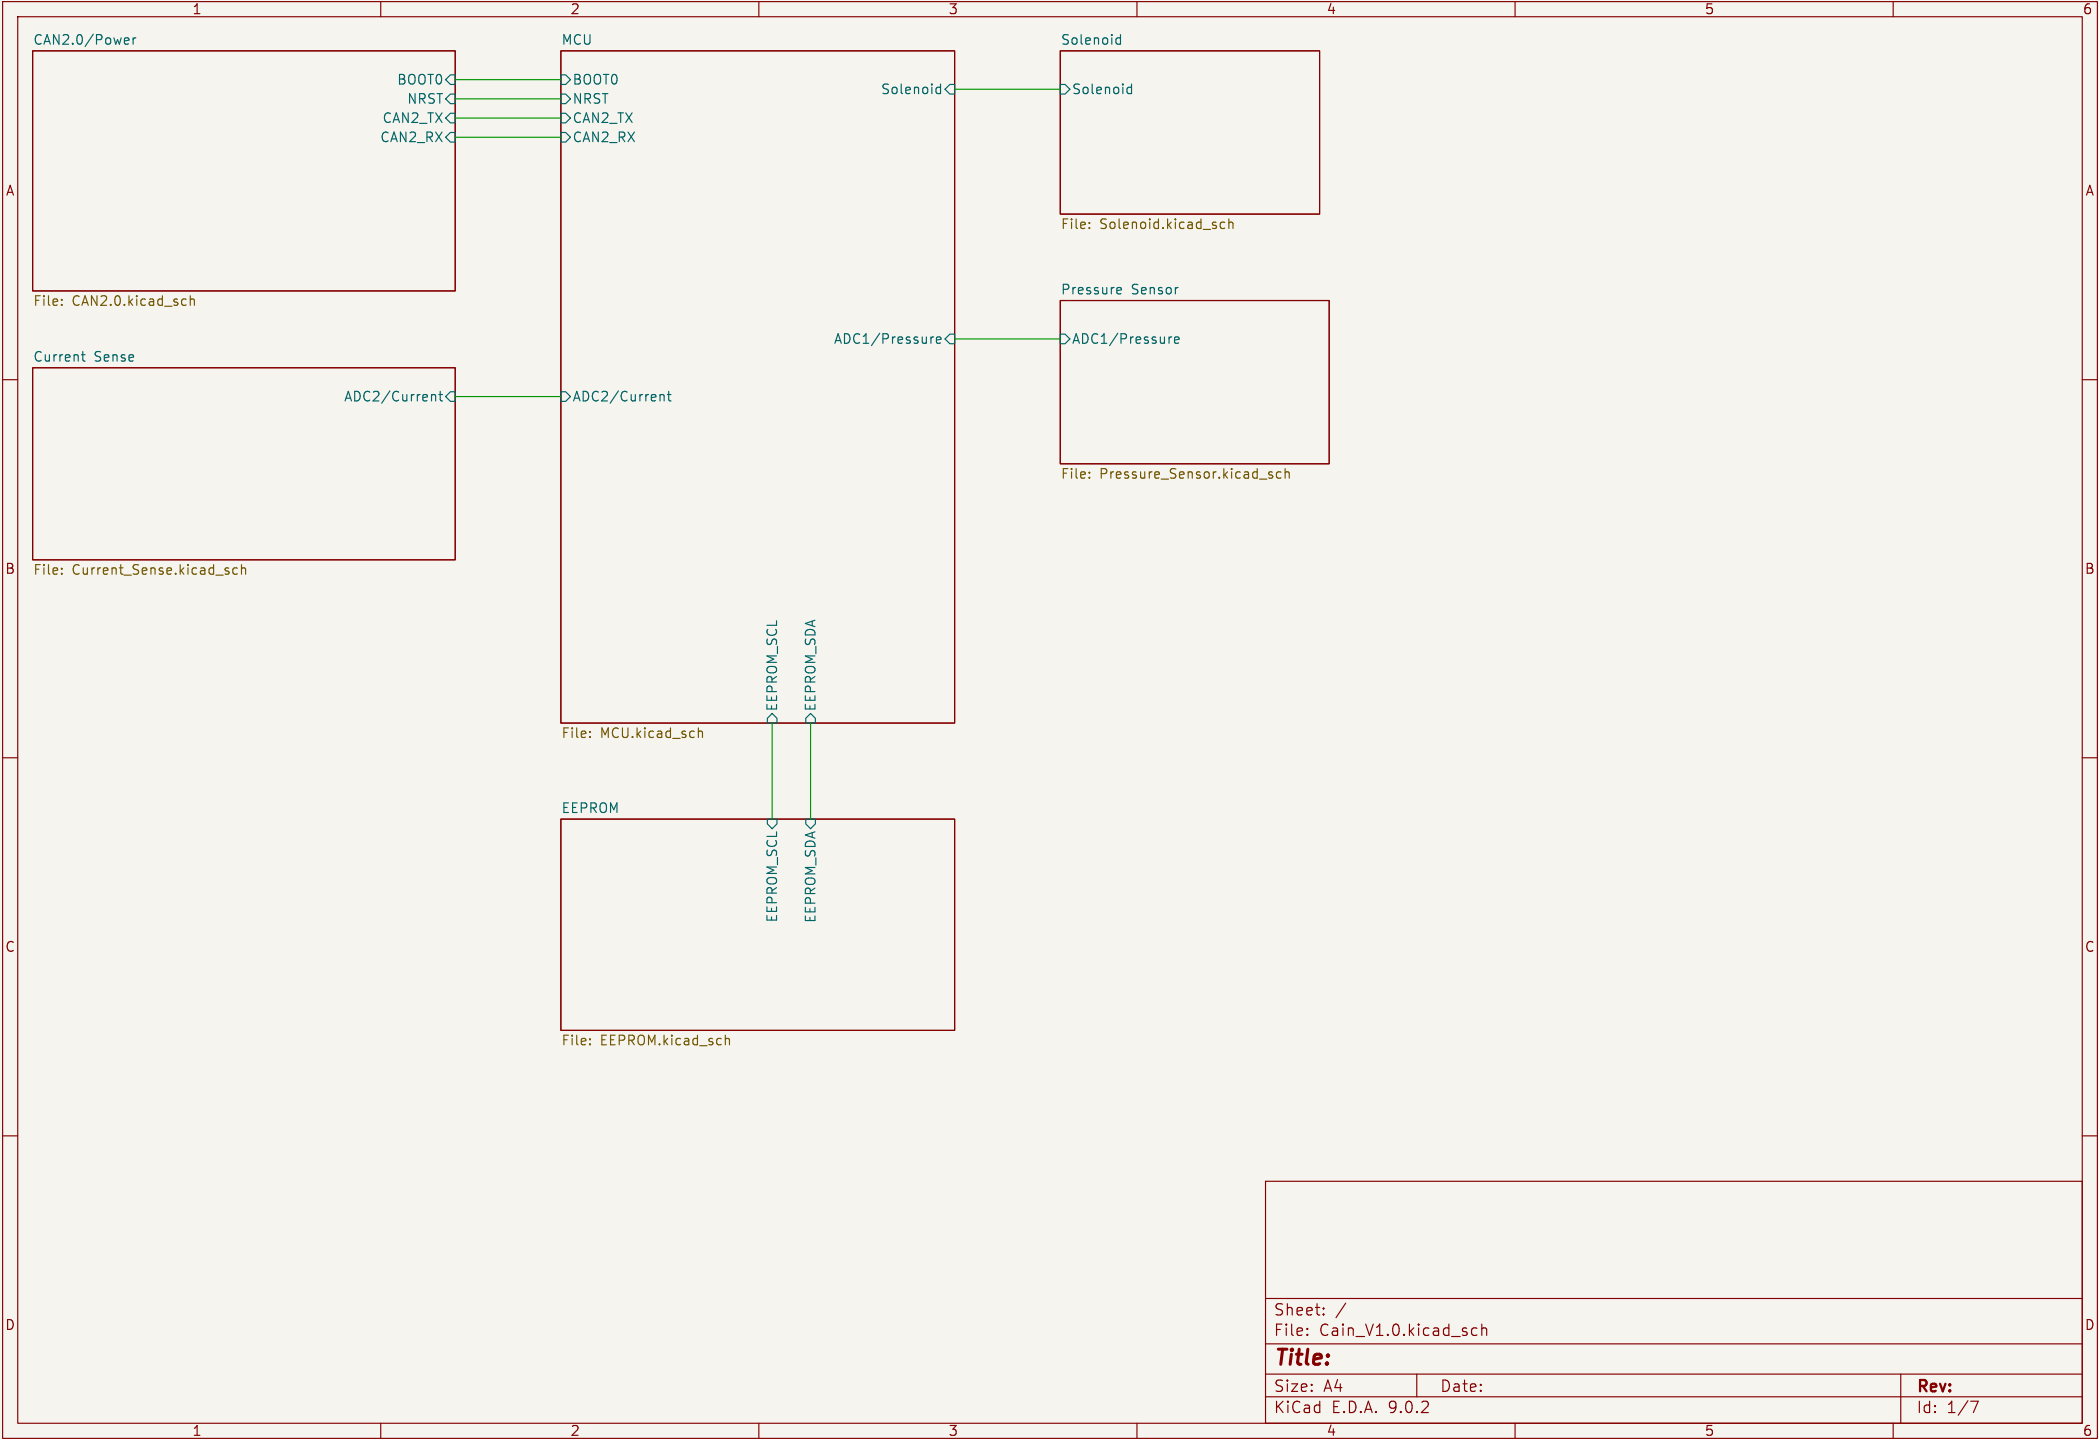 1 2 3 4 5 6
CAN2.0/Power
BOOT0
NRST
CAN2_TX
CAN2_RX
File: CAN2.0.kicad_sch
MCU
BOOT0
NRST
CAN2_TX
CAN2_RX
Solenoid
ADC1/Pressure
ADC2/Current
EEPROM_SCL
EEPROM_SDA
File: MCU.kicad_sch
Solenoid
Solenoid
File: Solenoid.kicad_sch
Pressure Sensor
ADC1/Pressure
File: Pressure_Sensor.kicad_sch
Current Sense
ADC2/Current
File: Current_Sense.kicad_sch
EEPROM
EEPROM_SCL
EEPROM_SDA
File: EEPROM.kicad_sch
A A
B B
C C
D D
Sheet: /
File: Cain_V1.0.kicad_sch
Title:
Size: A4 Date: Rev:
KiCad E.D.A. 9.0.2 Id: 1/7
1 2 3 4 5 6